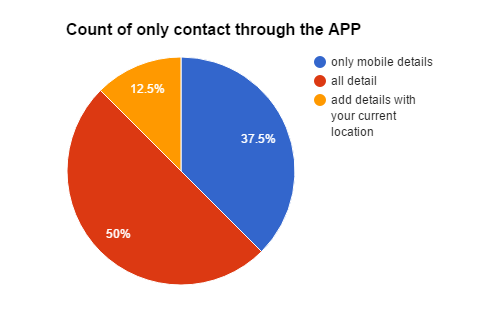 Count of only contact through the APP
only mobile details
all detail
add details with
your current
location
12.5%
37.5%
50%